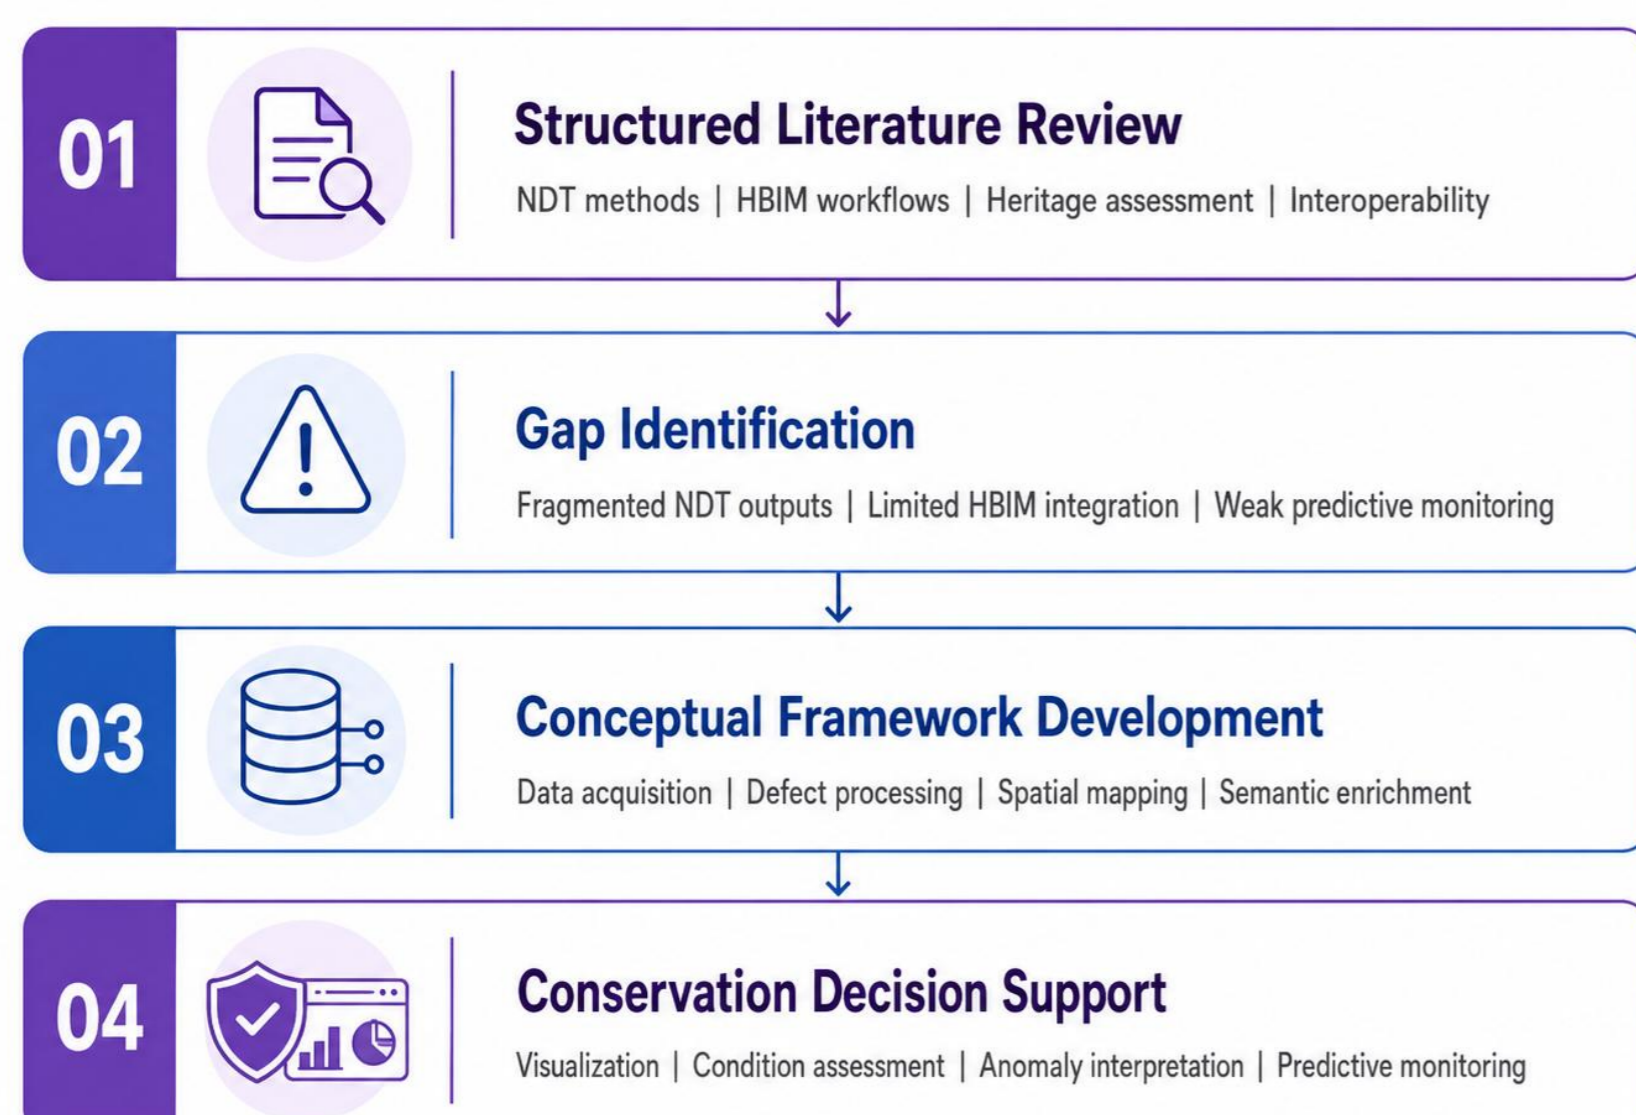 01
Structured Literature Review
NDT methods | HBIM workflows | Heritage assessment | Interoperability
02
Gap Identification
Fragmented NDT outputs | Limited HBIM integration | Weak predictive monitoring
03
Conceptual Framework Development
Data acquisition | Defect processing | Spatial mapping | Semantic enrichment
04
Conservation Decision Support
Visualization | Condition assessment | Anomaly interpretation | Predictive monitoring